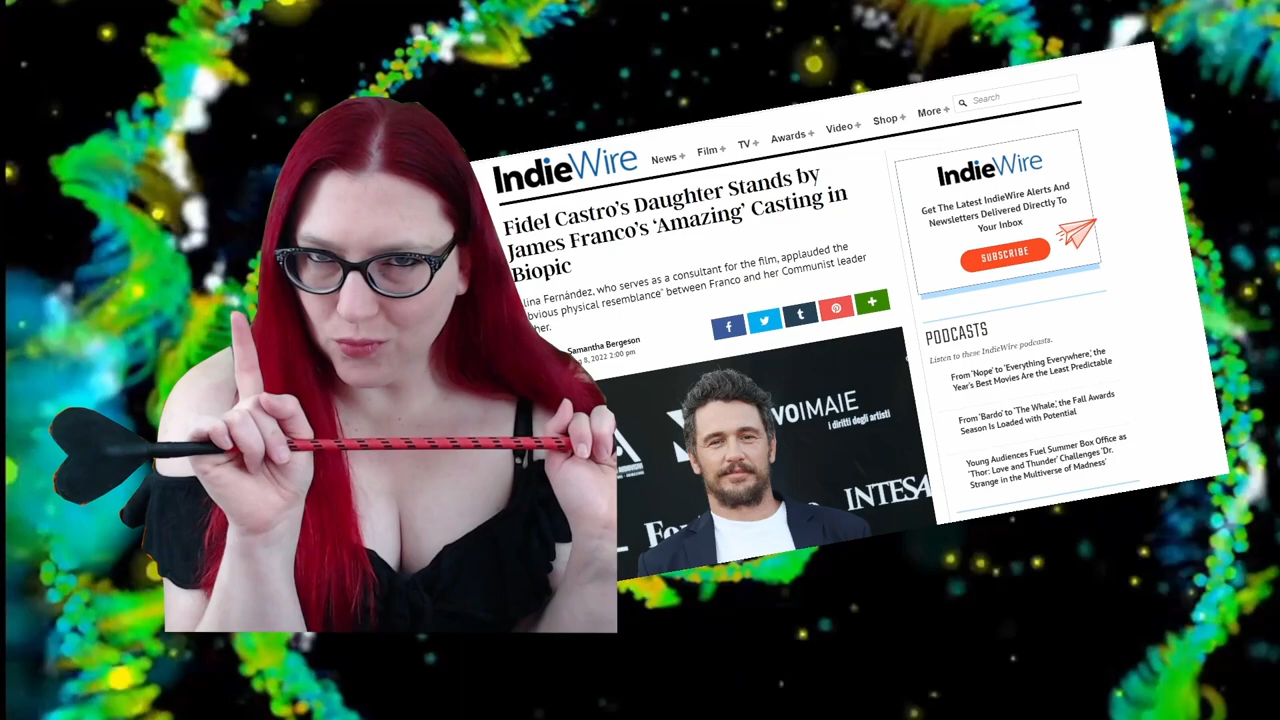 IndieWire
News + Film + TV + Awards + Video + Shop + More + Search
Fidel Castro's Daughter Stands by
James Franco's 'Amazing' Casting in
Biopic
lina Fernández, who serves as a consultant for the film, applauded the
bvious physical resemblance" between Franco and her Communist leader
her.
Samantha Bergeson
8, 2022 2:00 pm
f
t
+
VOIMAIE
i diritti degli artisti
INTESA
Fo
IndieWire
Get The Latest IndieWire Alerts And
Newsletters Delivered Directly To
Your Inbox
SUBSCRIBE
PODCASTS
Listen to these IndieWire podcasts.
From 'Nope' to 'Everything Everywhere,' the
Year's Best Movies Are the Least Predictable
From 'Bardo' to 'The Whale,' the Fall Awards
Season Is Loaded with Potential
Young Audiences Fuel Summer Box Office as
'Thor: Love and Thunder' Challenges 'Dr.
Strange in the Multiverse of Madness'